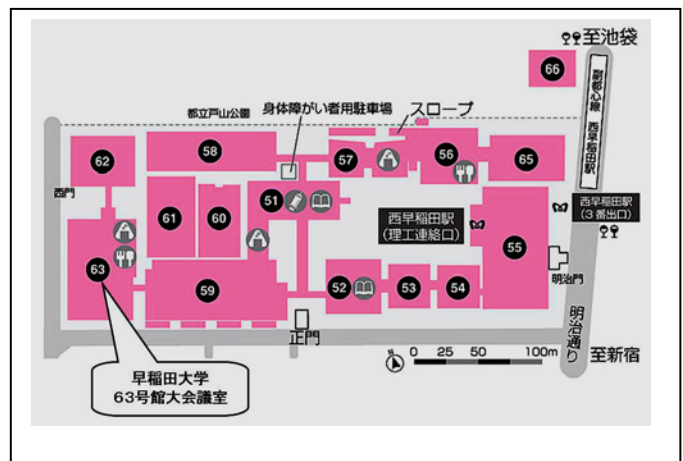 至池袋
66
副都心線 西早稲田駅
都立戸山公園
身体障がい者用駐車場
スロープ
62
58
57
56
65
西門
51
61
60
西早稲田駅
(理工連絡口)
西早稲田駅
(3番出口)
55
63
59
52
53
54
明治門
正門
明治通り
N
0 25 50 100m
至新宿
早稲田大学
63号館大会議室